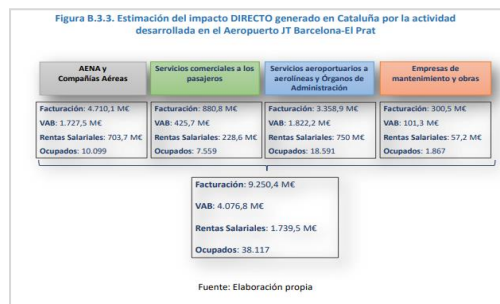 Figura B.3.3. Estimación del impacto DIRECTO generado en Cataluña por la actividad
desarrollada en el Aeropuerto JT Barcelona-El Prat
AENA y
Compañías Aéreas
Servicios comerciales a los
pasajeros
Servicios aeroportuarios a
aerolíneas y Órganos de
Administración
Empresas de
mantenimiento y obras
Facturación: 4.710,1 M€
VAB: 1.727,5 M€
Rentas Salariales: 703,7 M€
Ocupados: 10.099
Facturación: 880,8 M€
VAB: 425,7 M€
Rentas Salariales: 228,6 M€
Ocupados: 7.559
Facturación: 3.358,9 M€
VAB: 1.822,2 M€
Rentas Salariales: 750 M€
Ocupados: 18.591
Facturación: 300,5 M€
VAB: 101,3 M€
Rentas Salariales: 57,2 M€
Ocupados: 1.867
Facturación: 9.250,4 M€
VAB: 4.076,8 M€
Rentas Salariales: 1.739,5 M€
Ocupados: 38.117
Fuente: Elaboración propia